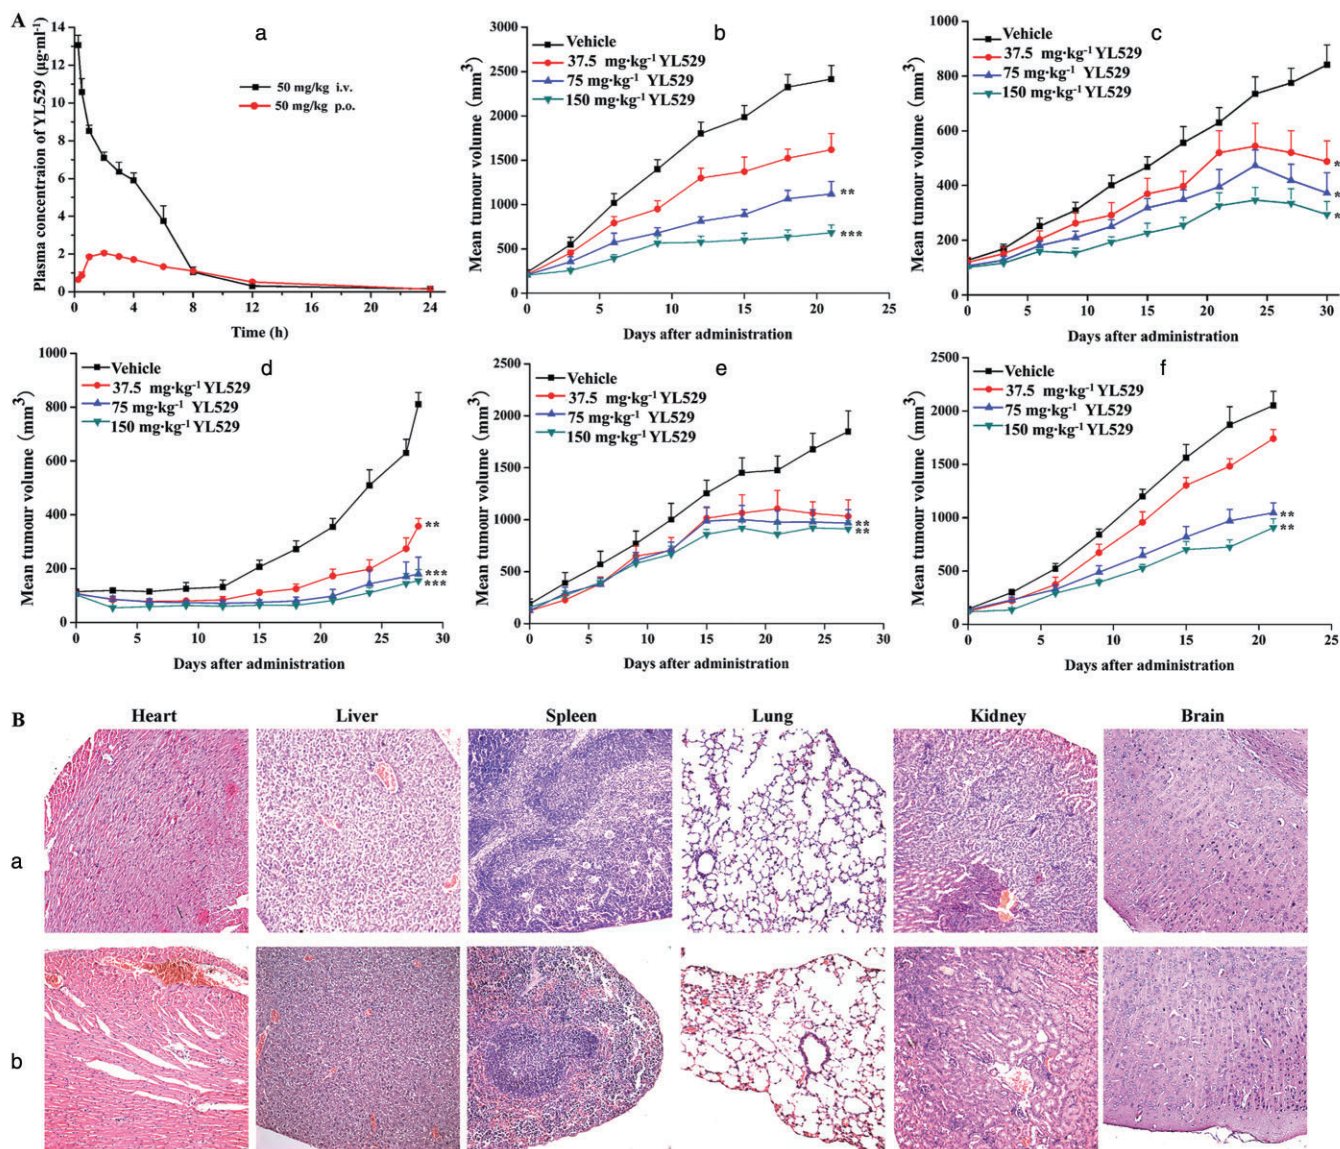 A
a
Plasma concentraion of YL529 (μg·ml⁻¹)
14
12
10
8
6
4
2
0
50 mg/kg i.v.
50 mg/kg p.o.
0
4
8
12
16
20
24
Time (h)
b
Mean tumour volume (mm³)
3000
2500
2000
1500
1000
500
0
Vehicle
37.5 mg·kg⁻¹ YL529
75 mg·kg⁻¹ YL529
150 mg·kg⁻¹ YL529
**
***
0
5
10
15
20
25
Days after administration
c
Mean tumour volume (mm³)
1000
800
600
400
200
0
Vehicle
37.5 mg·kg⁻¹ YL529
75 mg·kg⁻¹ YL529
150 mg·kg⁻¹ YL529
*
*
*
0
5
10
15
20
25
30
Days after administration
d
Mean tumour volume (mm³)
1000
800
600
400
200
0
Vehicle
37.5 mg·kg⁻¹ YL529
75 mg·kg⁻¹ YL529
150 mg·kg⁻¹ YL529
**
***
***
0
5
10
15
20
25
30
Days after administration
e
Mean tumour volume (mm³)
2500
2000
1500
1000
500
0
Vehicle
37.5 mg·kg⁻¹ YL529
75 mg·kg⁻¹ YL529
150 mg·kg⁻¹ YL529
**
**
0
5
10
15
20
25
30
Days after administration
f
Mean tumour volume (mm³)
2500
2000
1500
1000
500
0
Vehicle
37.5 mg·kg⁻¹ YL529
75 mg·kg⁻¹ YL529
150 mg·kg⁻¹ YL529
**
**
0
5
10
15
20
25
Days after administration
B
Heart Liver Spleen Lung Kidney Brain
a
b